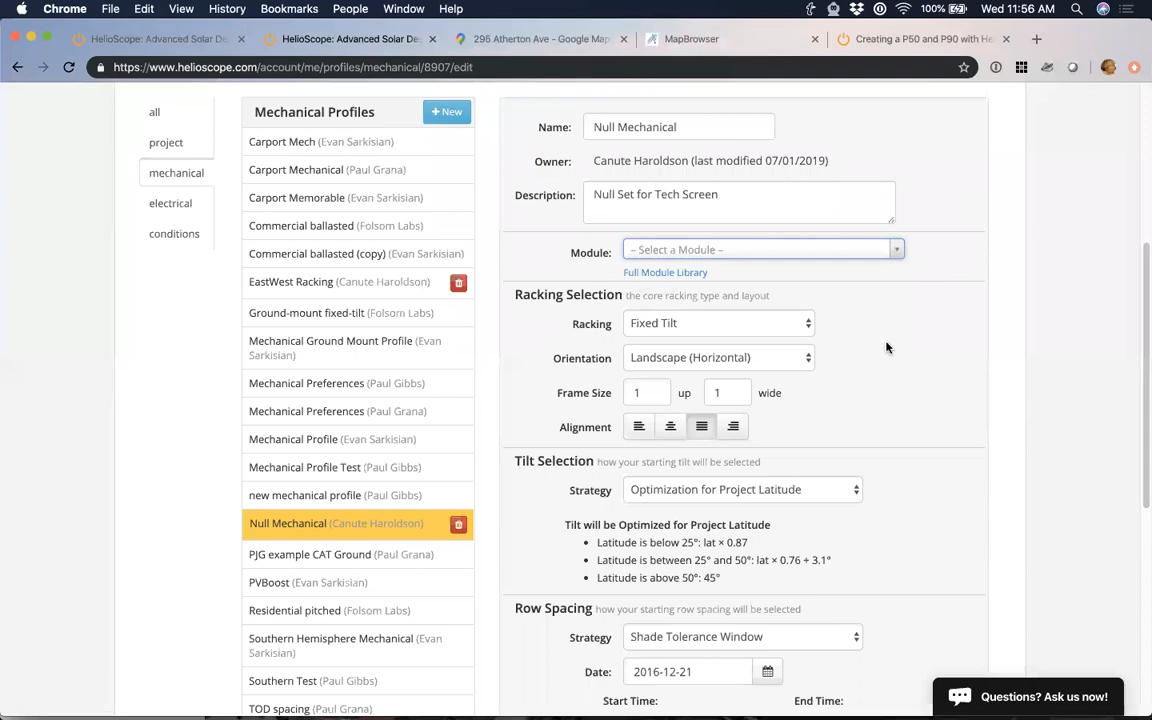 Chrome File Edit View History Bookmarks People Window Help 100% Wed 11:56 AM
HelioScope: Advanced Solar De
HelioScope: Advanced Solar Des
295 Atherton Ave - Google Map
MapBrowser
Creating a P50 and P90 with He
https://www.helioscope.com/account/me/profiles/mechanical/8907/edit
all
project
mechanical
electrical
conditions
Mechanical Profiles
+ New
Carport Mech (Evan Sarkisian)
Carport Mechanical (Paul Grana)
Carport Memorable (Evan Sarkisian)
Commercial ballasted (Folsom Labs)
Commercial ballasted (copy) (Evan Sarkisian)
EastWest Racking (Canute Haroldson)
Ground-mount fixed-tilt (Folsom Labs)
Mechanical Ground Mount Profile (Evan
Sarkisian)
Mechanical Preferences (Paul Gibbs)
Mechanical Preferences (Paul Grana)
Mechanical Profile (Evan Sarkisian)
Mechanical Profile Test (Paul Gibbs)
new mechanical profile (Paul Gibbs)
Null Mechanical (Canute Haroldson)
PJG example CAT Ground (Paul Grana)
PVBoost (Evan Sarkisian)
Residential pitched (Folsom Labs)
Southern Hemisphere Mechanical (Evan
Sarkisian)
Southern Test (Paul Gibbs)
TOD spacing (Paul Grana)
Name: Null Mechanical
Owner: Canute Haroldson (last modified 07/01/2019)
Description: Null Set for Tech Screen
Module: – Select a Module –
Full Module Library
Racking Selection the core racking type and layout
Racking Fixed Tilt
Orientation Landscape (Horizontal)
Frame Size 1 up 1 wide
Alignment
Tilt Selection how your starting tilt will be selected
Strategy Optimization for Project Latitude
Tilt will be Optimized for Project Latitude
• Latitude is below 25°: lat × 0.87
• Latitude is between 25° and 50°: lat × 0.76 + 3.1°
• Latitude is above 50°: 45°
Row Spacing how your starting row spacing will be selected
Strategy Shade Tolerance Window
Date: 2016-12-21
Start Time: End Time:
Questions? Ask us now!